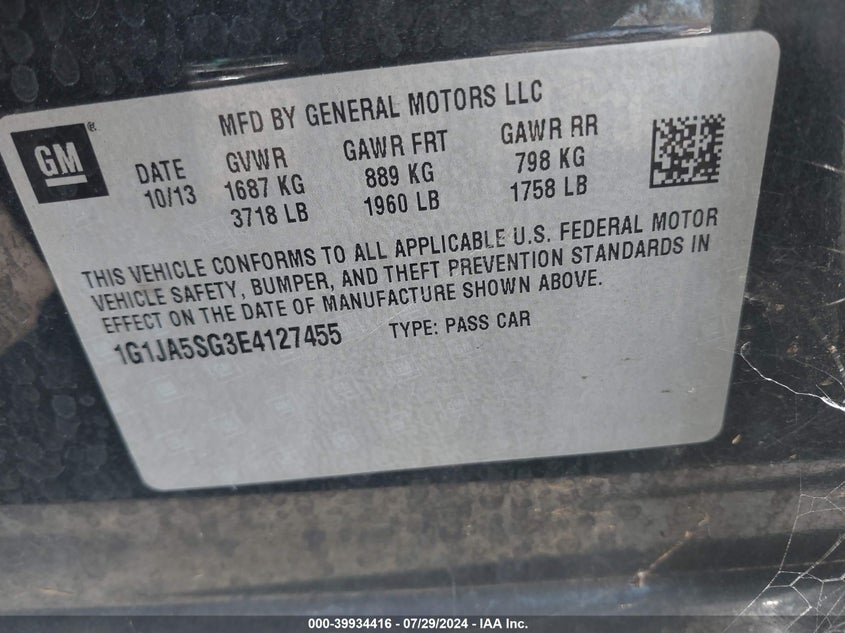 MFD BY GENERAL MOTORS LLC
GM®
DATE GVWR GAWR FRT GAWR RR
10/13 1687 KG 889 KG 798 KG
3718 LB 1960 LB 1758 LB
THIS VEHICLE CONFORMS TO ALL APPLICABLE U.S. FEDERAL MOTOR
VEHICLE SAFETY, BUMPER, AND THEFT PREVENTION STANDARDS IN
EFFECT ON THE DATE OF MANUFACTURE SHOWN ABOVE.
1G1JA5SG3E4127455 TYPE: PASS CAR
000-39934416 - 07/29/2024 - IAA Inc.